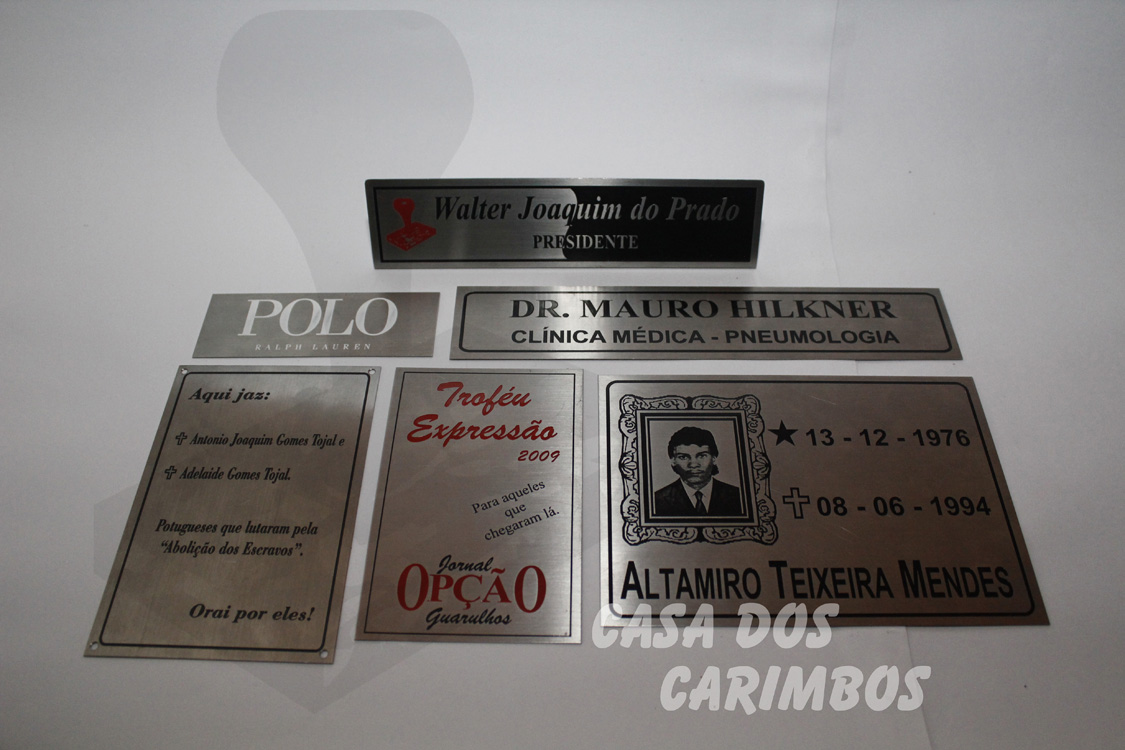 Walter Joaquim do Prado
PRESIDENTE
POLO
RALPH LAUREN
DR. MAURO HILKNER
CLÍNICA MÉDICA - PNEUMOLOGIA
Aqui jaz:
Antonio Joaquim Gomes Tojal e
Adelaide Gomes Tojal.
Potugueses que lutaram pela
“Abolição dos Escravos”.
Orai por eles!
Troféu
Expressão
2009
Para aqueles
que
chegaram lá.
Jornal
OPÇÃO
Guarulhos
13 - 12 - 1976
08 - 06 - 1994
ALTAMIRO TEIXEIRA MENDES
CASA DOS
CARIMBOS